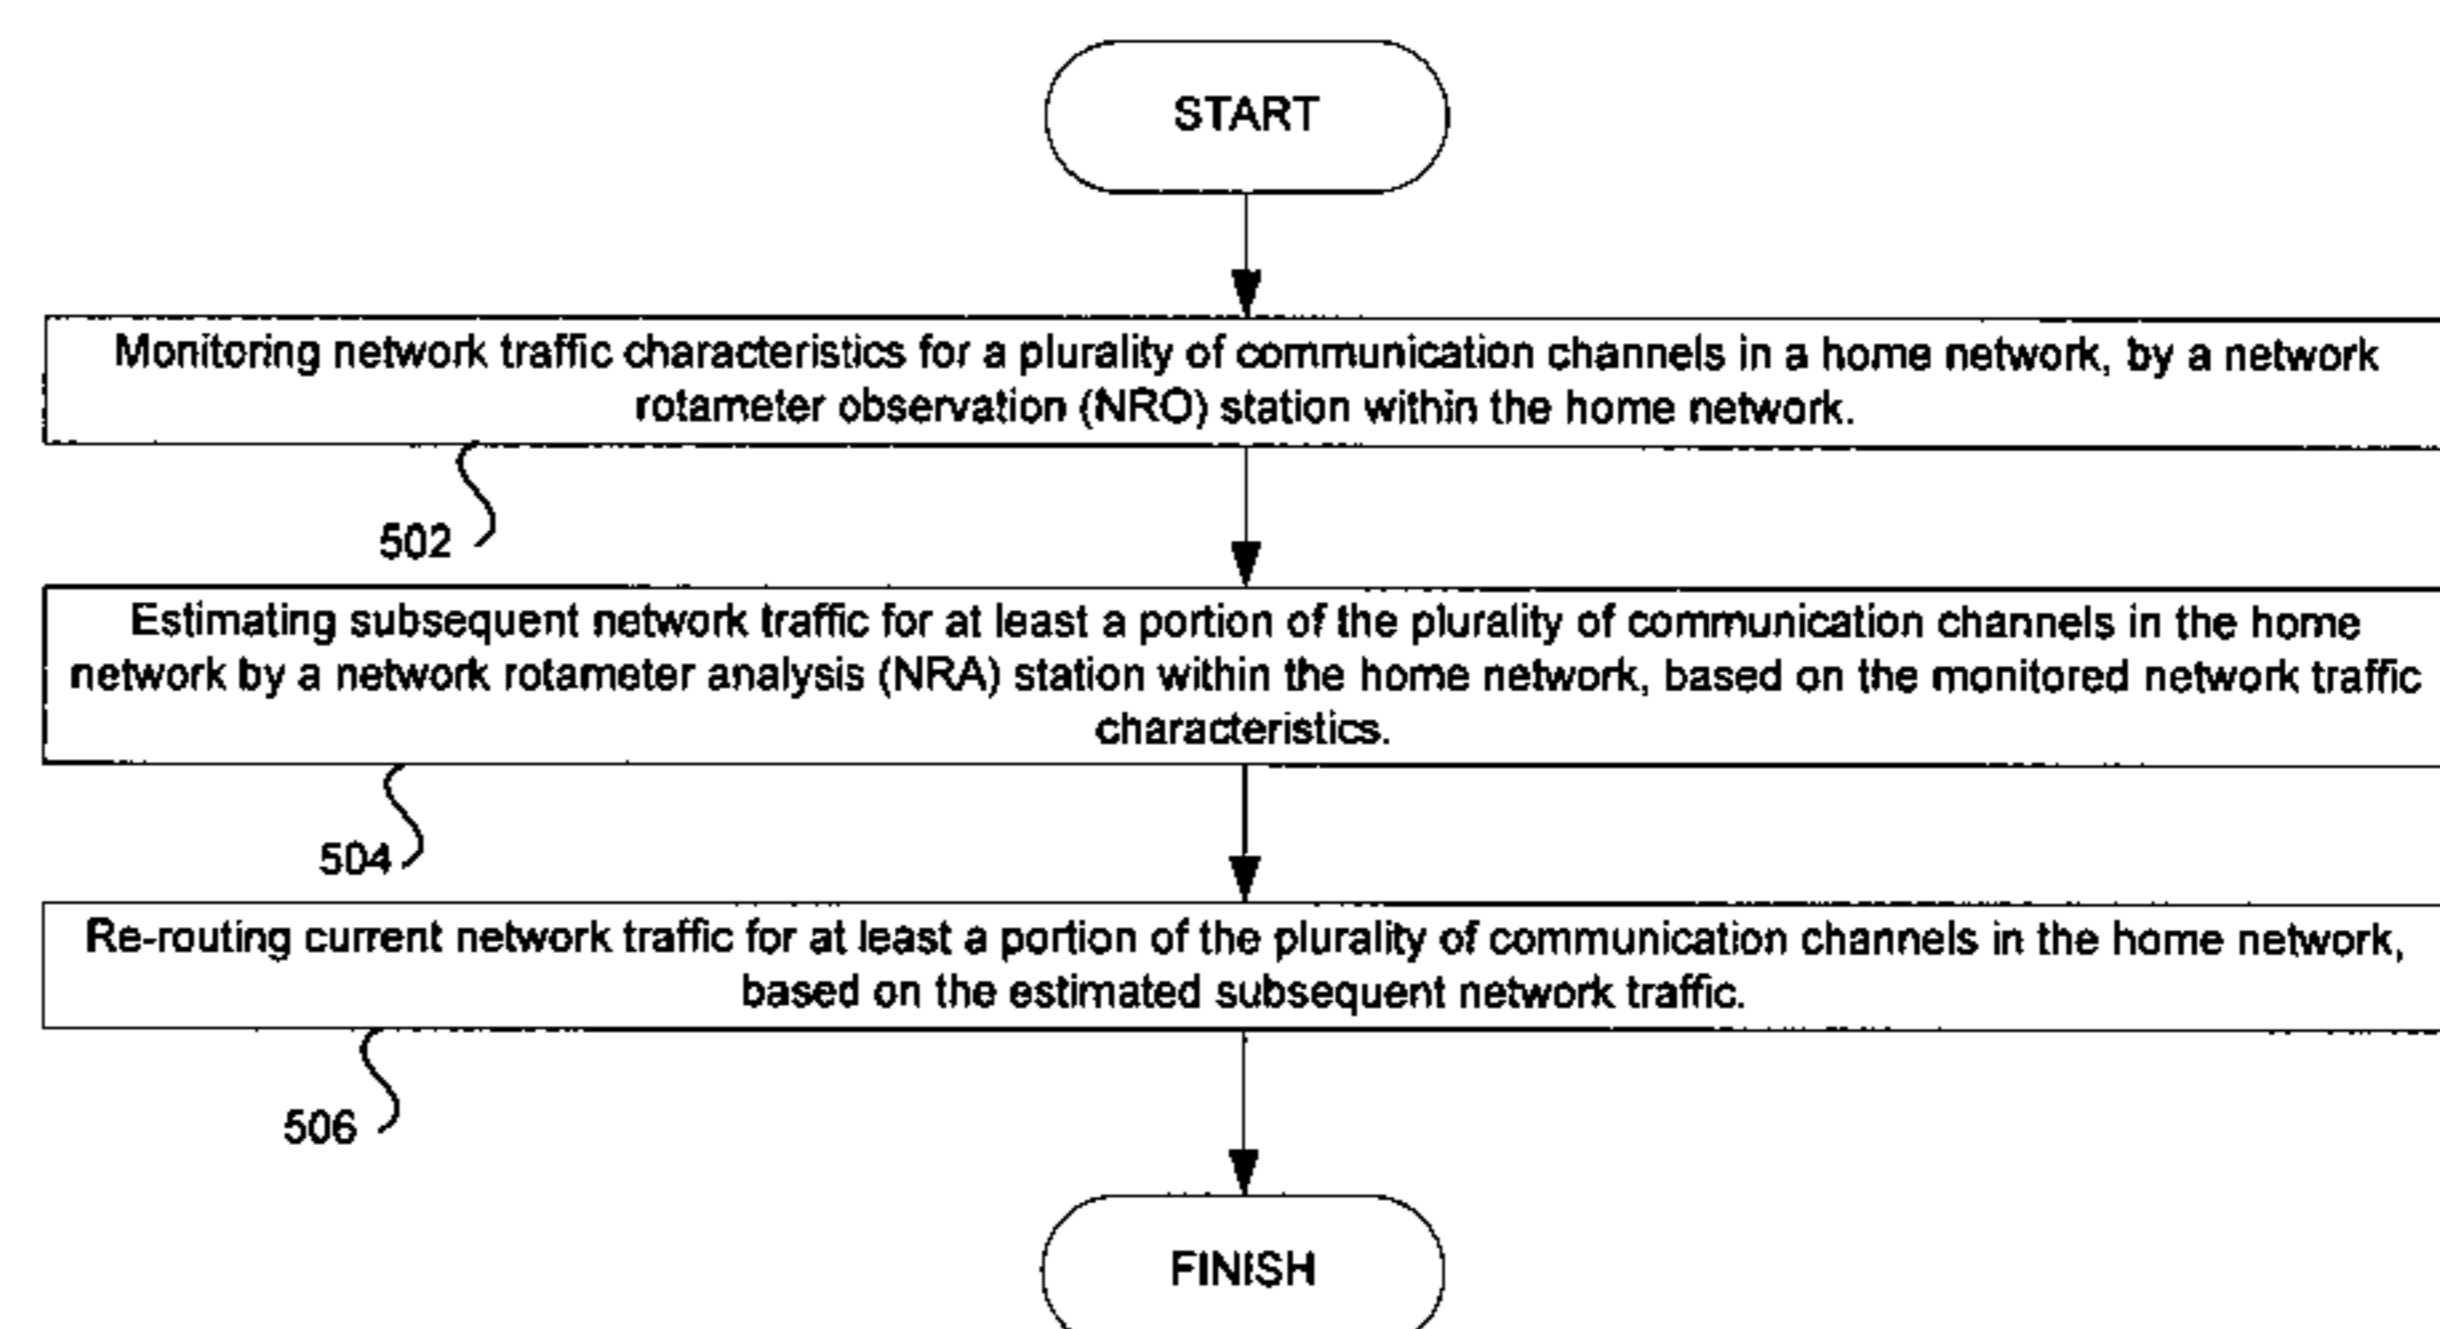 START
Monitoring network traffic characteristics for a plurality of communication channels in a home network, by a network
rotameter observation (NRO) station within the home network.
502
Estimating subsequent network traffic for at least a portion of the plurality of communication channels in the home
network by a network rotameter analysis (NRA) station within the home network, based on the monitored network traffic
characteristics.
504
Re-routing current network traffic for at least a portion of the plurality of communication channels in the home network,
based on the estimated subsequent network traffic.
506
FINISH